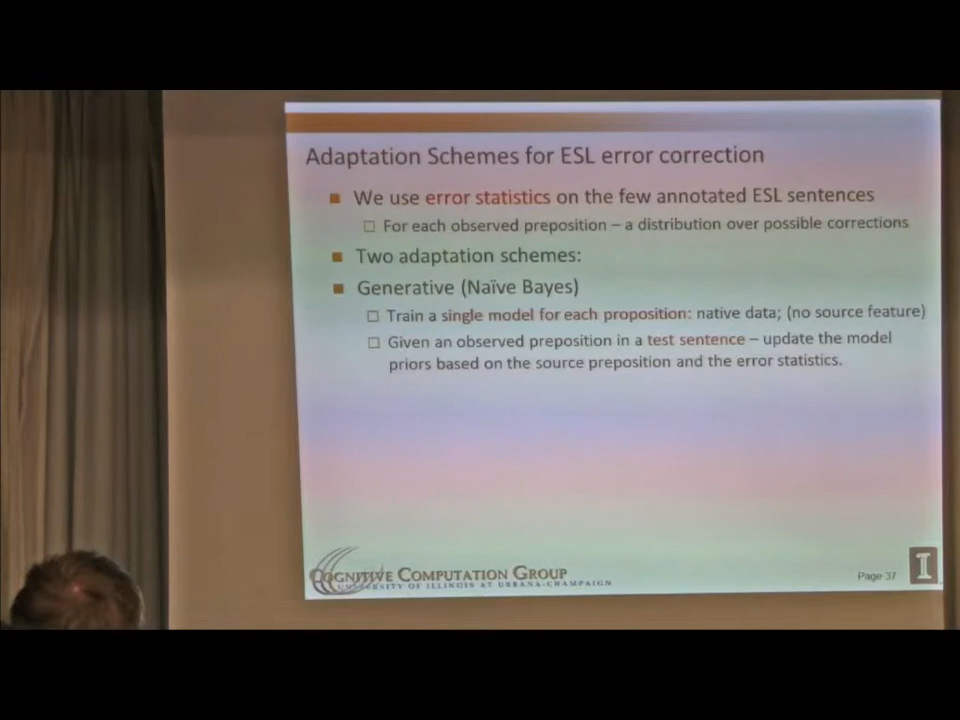 Adaptation Schemes for ESL error correction
We use error statistics on the few annotated ESL sentences
For each observed preposition – a distribution over possible corrections
Two adaptation schemes:
Generative (Naïve Bayes)
Train a single model for each proposition: native data; (no source feature)
Given an observed preposition in a test sentence – update the model
priors based on the source preposition and the error statistics.
COGNITIVE COMPUTATION GROUP
UNIVERSITY OF ILLINOIS AT URBANA-CHAMPAIGN
Page 37
I